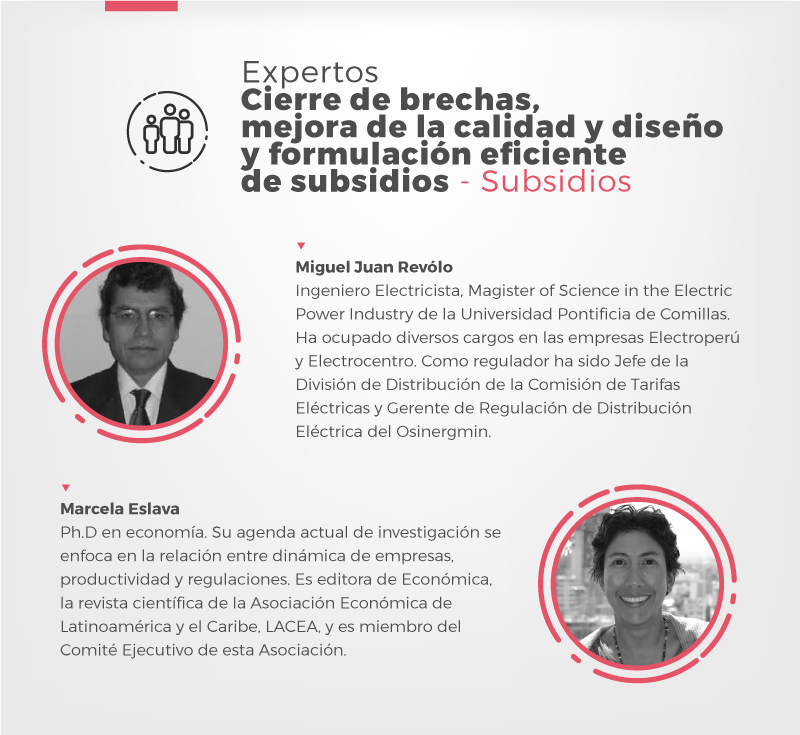 Expertos
Cierre de brechas,
mejora de la calidad y diseño
y formulación eficiente
de subsidios - Subsidios
Miguel Juan Revólo
Ingeniero Electricista, Magister of Science in the Electric
Power Industry de la Universidad Pontificia de Comillas.
Ha ocupado diversos cargos en las empresas Electroperú
y Electrocentro. Como regulador ha sido Jefe de la
División de Distribución de la Comisión de Tarifas
Eléctricas y Gerente de Regulación de Distribución
Eléctrica del Osinergmin.
Marcela Eslava
Ph.D en economía. Su agenda actual de investigación se
enfoca en la relación entre dinámica de empresas,
productividad y regulaciones. Es editora de Económica,
la revista científica de la Asociación Económica de
Latinoamérica y el Caribe, LACEA, y es miembro del
Comité Ejecutivo de esta Asociación.